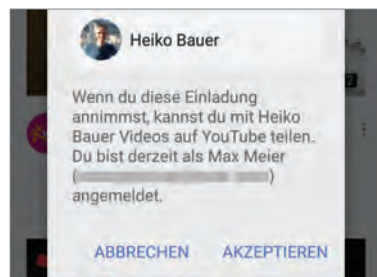 Heiko Bauer
Wenn du diese Einladung
annimmst, kannst du mit Heiko
Bauer Videos auf YouTube teilen.
Du bist derzeit als Max Meier
( )
angemeldet.
ABBRECHEN AKZEPTIEREN